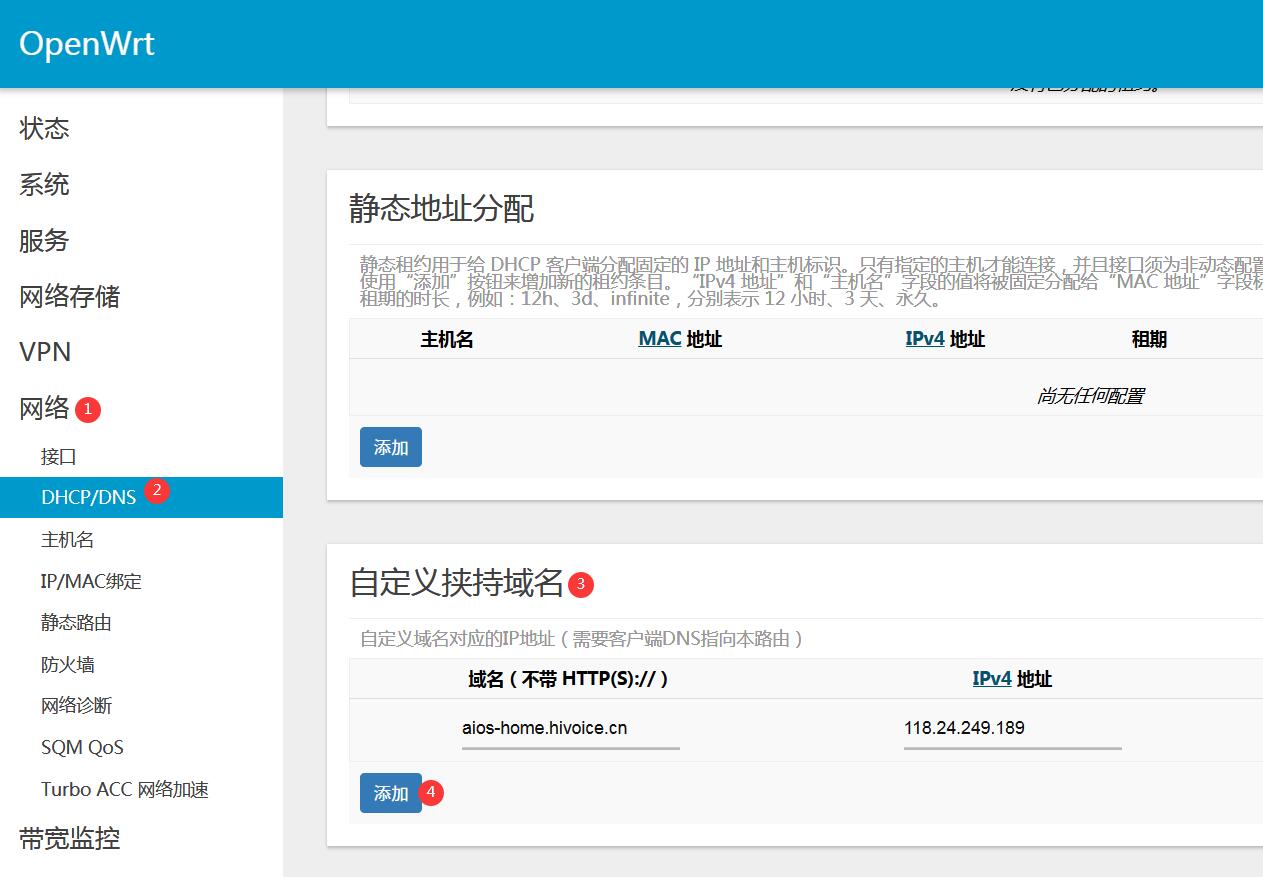 OpenWrt
状态
系统
服务
网络存储
VPN
网络 1
接口
DHCP/DNS 2
主机名
IP/MAC绑定
静态路由
防火墙
网络诊断
SQM QoS
Turbo ACC 网络加速
带宽监控
静态地址分配
静态租约用于给 DHCP 客户端分配固定的 IP 地址和主机标识。只有指定的主机才能连接，并且接口须为非动态配置
使用“添加”按钮来增加新的租约条目。“IPv4 地址”和“主机名”字段的值将被固定分配给“MAC 地址”字段标
租期的时长，例如：12h、3d、infinite，分别表示 12 小时、3 天、永久。
主机名 MAC 地址 IPv4 地址 租期
尚无任何配置
添加
自定义挟持域名 3
自定义域名对应的IP地址（需要客户端DNS指向本路由）
域名（不带 HTTP(S)://） IPv4 地址
aios-home.hivoice.cn 118.24.249.189
添加 4